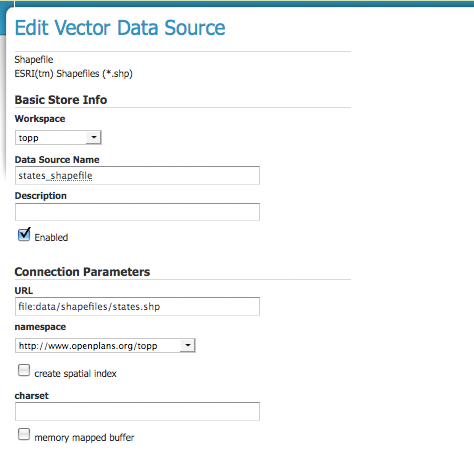 Edit Vector Data Source
Shapefile
ESRI(tm) Shapefiles (*.shp)
Basic Store Info
Workspace
topp
Data Source Name
states_shapefile
Description
Enabled
Connection Parameters
URL
file:data/shapefiles/states.shp
namespace
http://www.openplans.org/topp
create spatial index
charset
memory mapped buffer